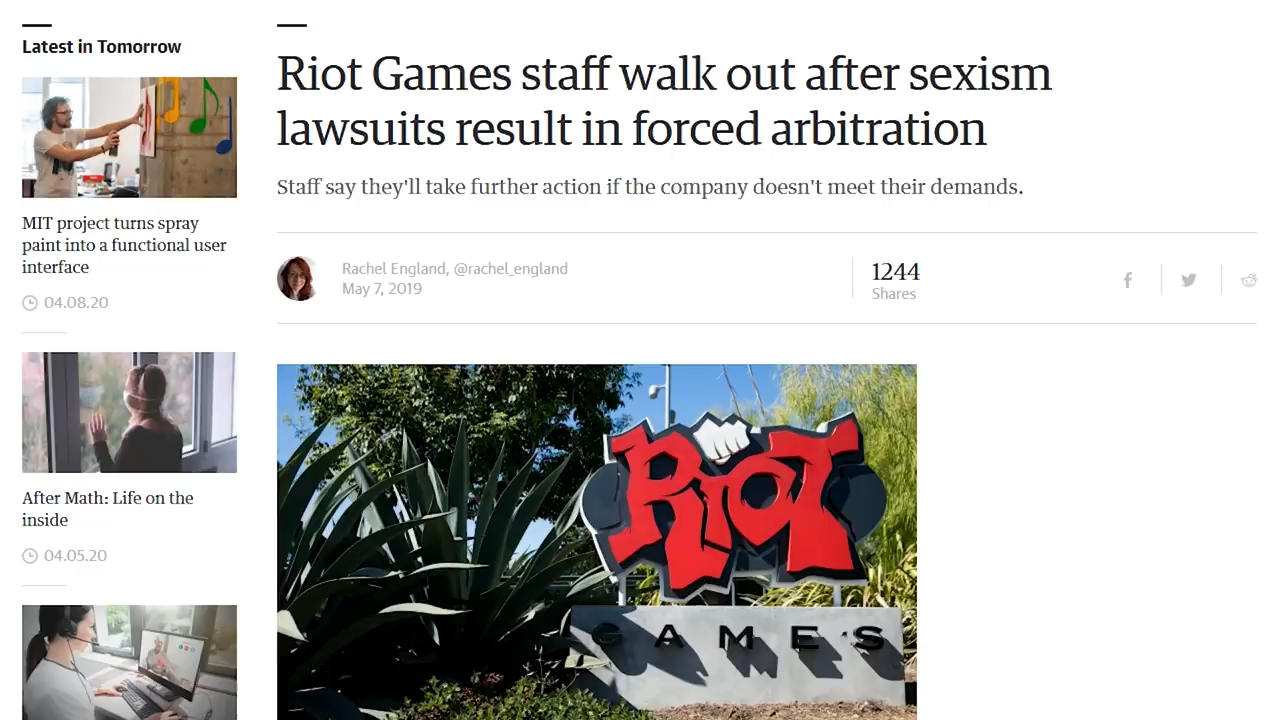 Latest in Tomorrow
MIT project turns spray
paint into a functional user
interface
04.08.20
After Math: Life on the
inside
04.05.20
Riot Games staff walk out after sexism
lawsuits result in forced arbitration
Staff say they'll take further action if the company doesn't meet their demands.
Rachel England, @rachel_england
May 7, 2019
1244
Shares
RIOT
GAMES